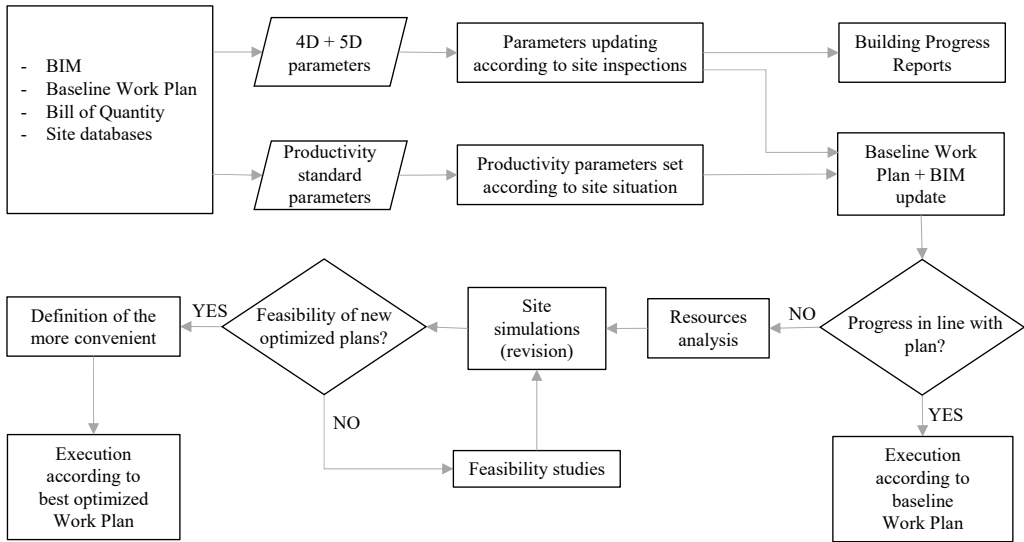 - BIM
- Baseline Work Plan
- Bill of Quantity
- Site databases
4D + 5D
parameters
Parameters updating
according to site inspections
Building Progress
Reports
Productivity
standard
parameters
Productivity parameters set
according to site situation
Baseline Work
Plan + BIM
update
Definition of the
more convenient
YES
Feasibility of new
optimized plans?
Site
simulations
(revision)
Resources
analysis
NO
Progress in line with
plan?
NO
YES
Execution
according to
best optimized
Work Plan
Feasibility studies
Execution
according to
baseline
Work Plan